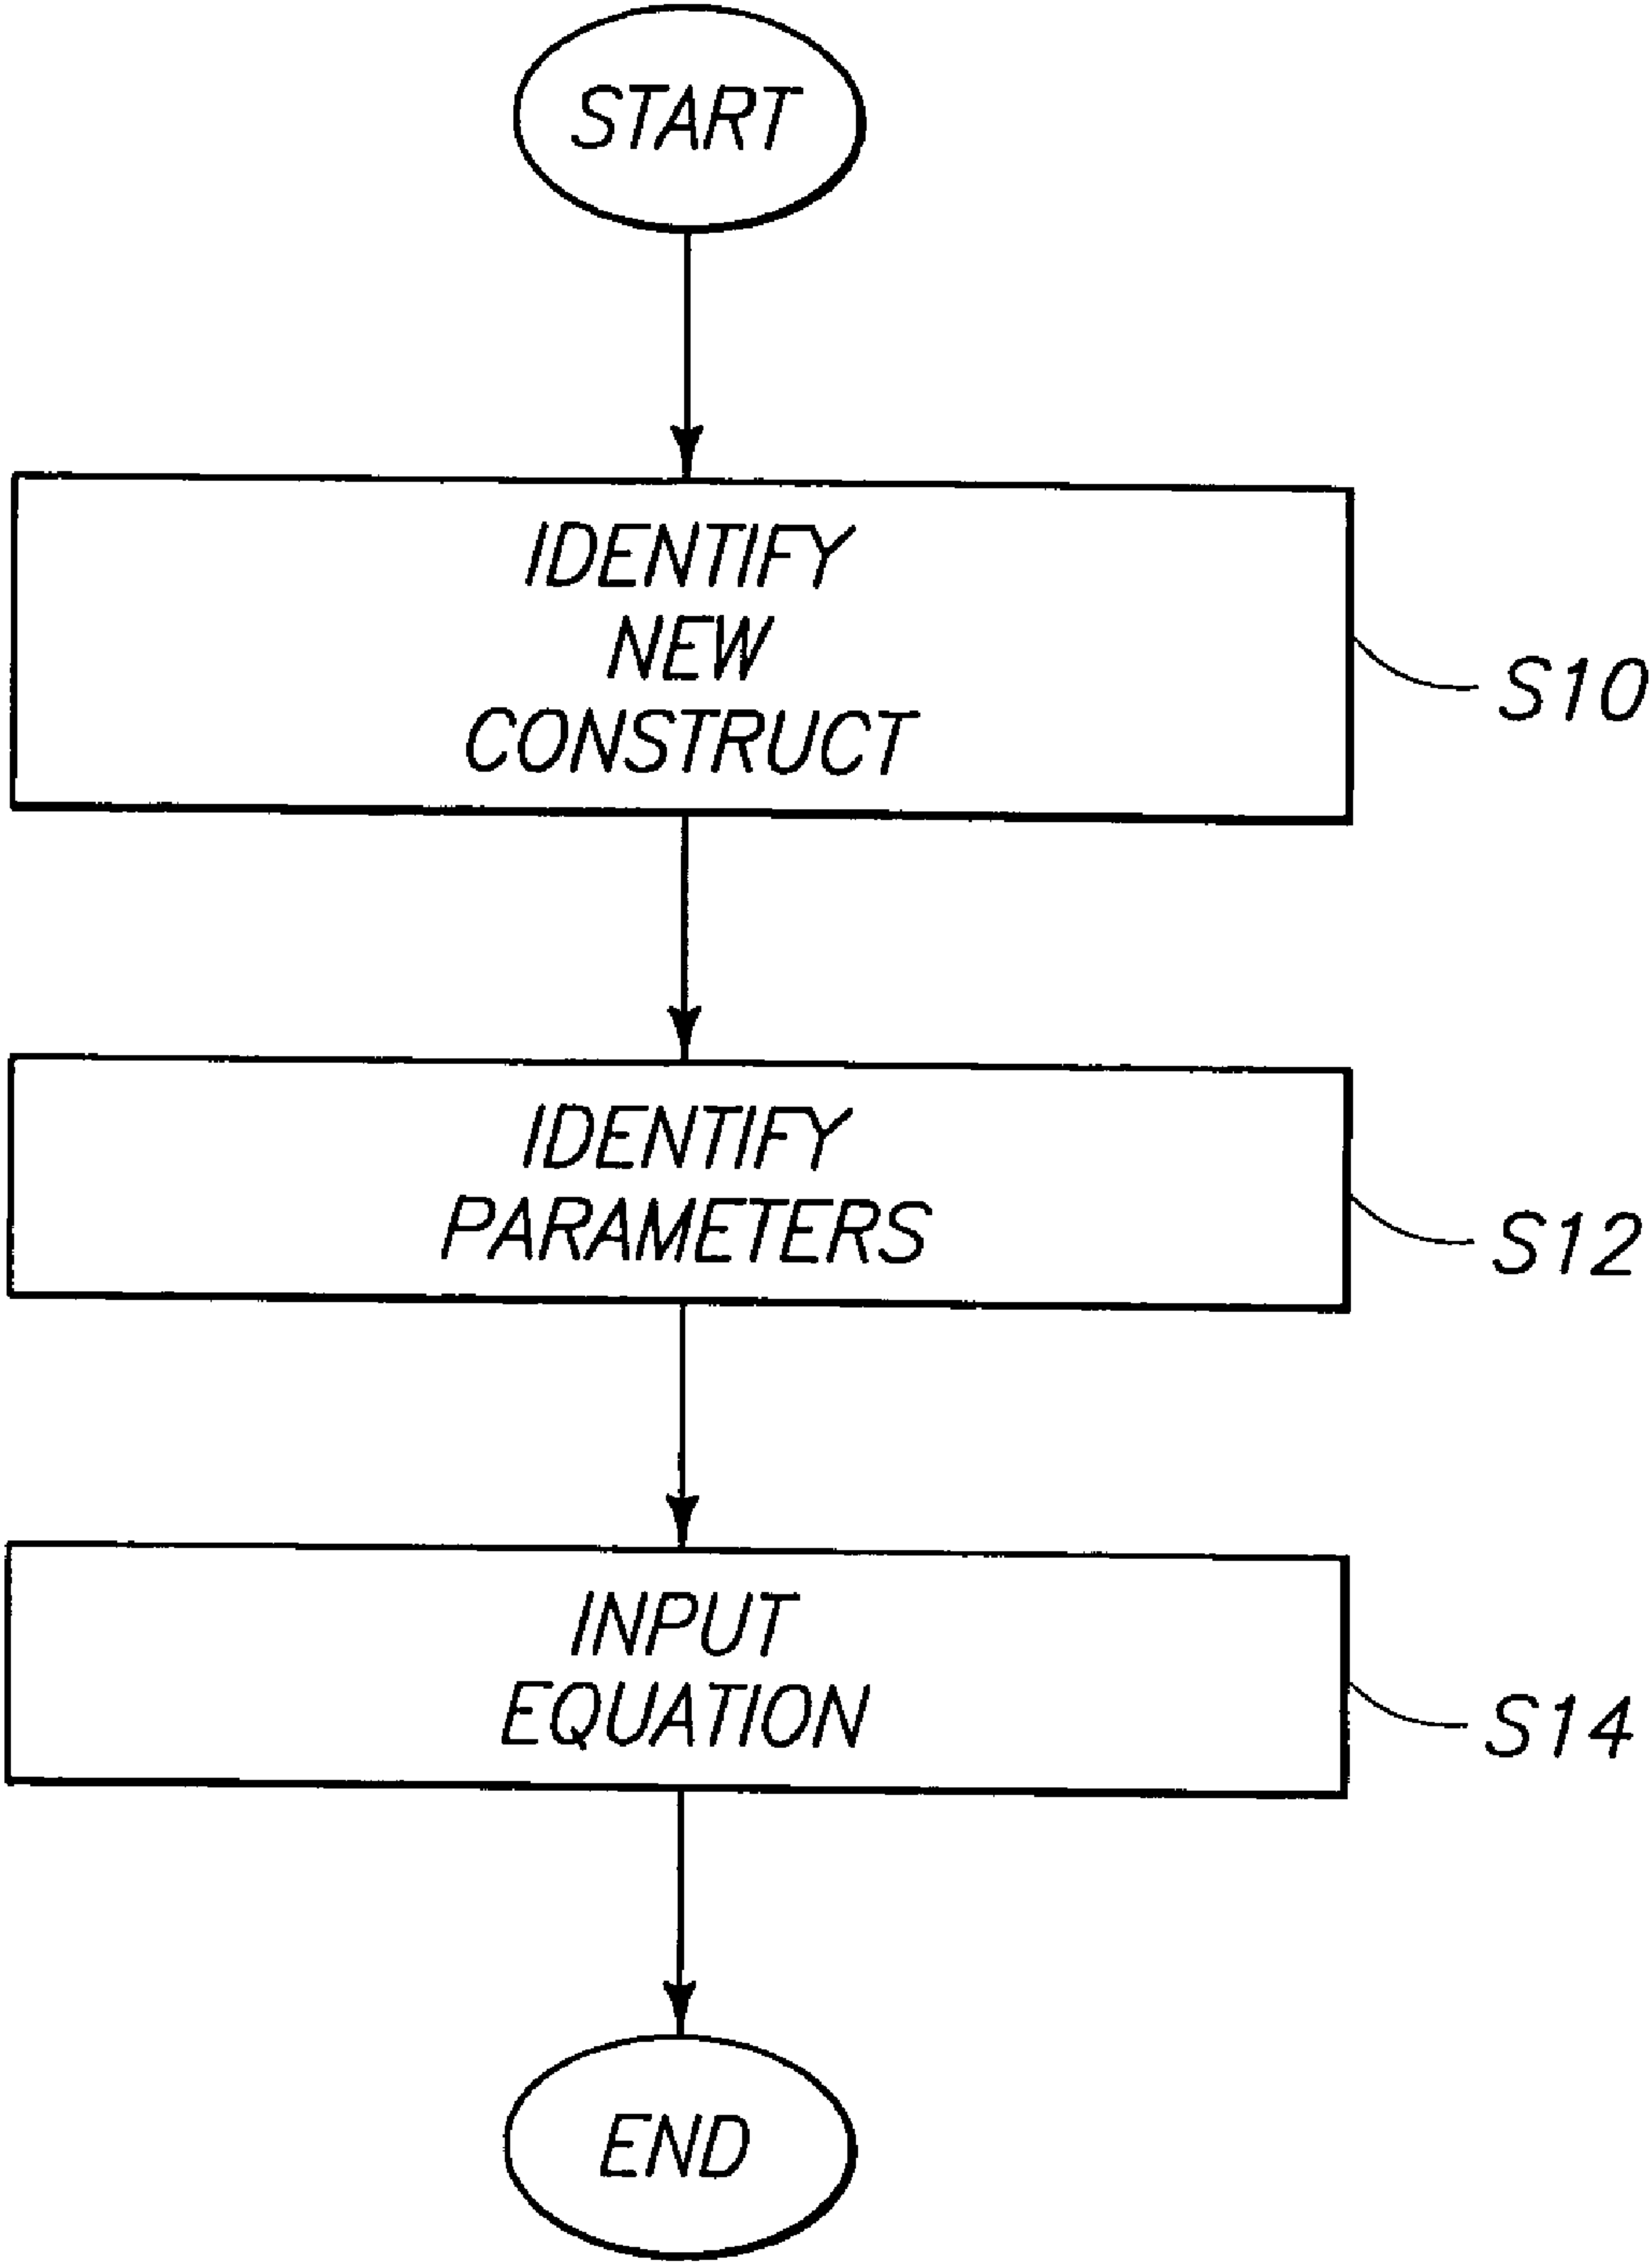 START
IDENTIFY
NEW
CONSTRUCT
S10
IDENTIFY
PARAMETERS
S12
INPUT
EQUATION
S14
END